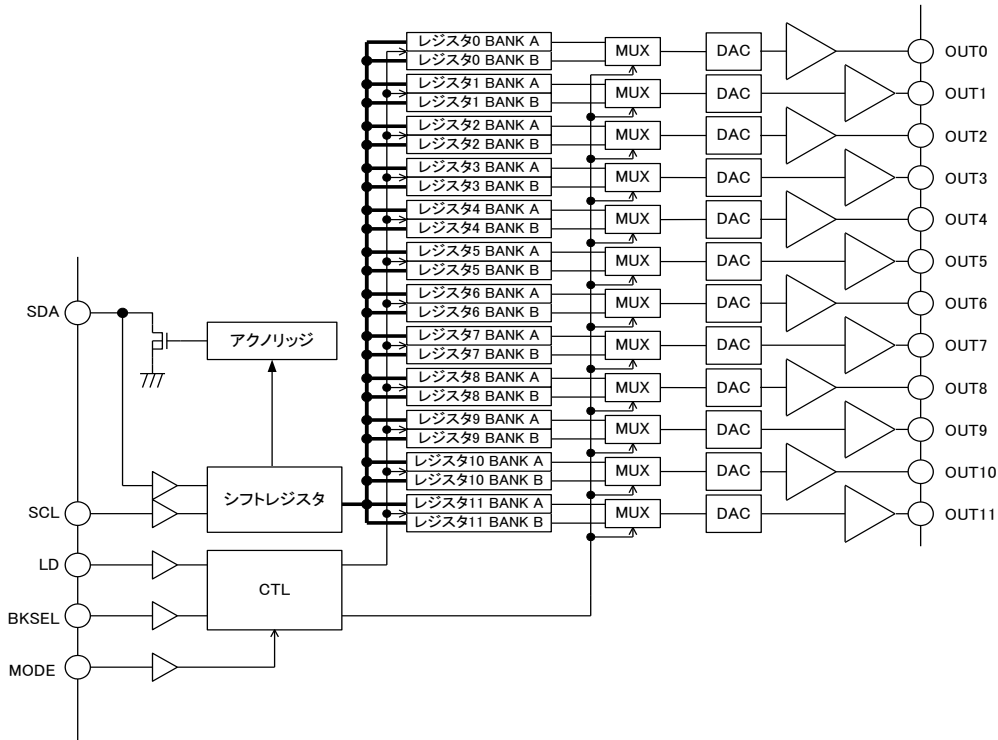 レジスタ0 BANK A
レジスタ0 BANK B
MUX
DAC
OUT0
レジスタ1 BANK A
レジスタ1 BANK B
MUX
DAC
OUT1
レジスタ2 BANK A
レジスタ2 BANK B
MUX
DAC
OUT2
レジスタ3 BANK A
レジスタ3 BANK B
MUX
DAC
OUT3
レジスタ4 BANK A
レジスタ4 BANK B
MUX
DAC
OUT4
レジスタ5 BANK A
レジスタ5 BANK B
MUX
DAC
OUT5
レジスタ6 BANK A
レジスタ6 BANK B
MUX
DAC
OUT6
レジスタ7 BANK A
レジスタ7 BANK B
MUX
DAC
OUT7
レジスタ8 BANK A
レジスタ8 BANK B
MUX
DAC
OUT8
レジスタ9 BANK A
レジスタ9 BANK B
MUX
DAC
OUT9
レジスタ10 BANK A
レジスタ10 BANK B
MUX
DAC
OUT10
レジスタ11 BANK A
レジスタ11 BANK B
MUX
DAC
OUT11
SDA
アクノリッジ
シフトレジスタ
SCL
LD
CTL
BKSEL
MODE